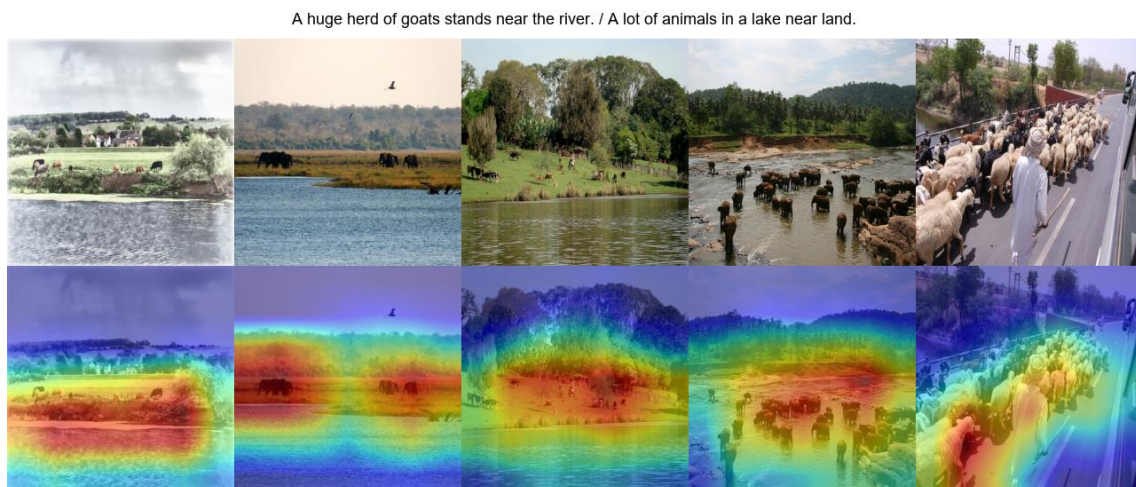 A huge herd of goats stands near the river. / A lot of animals in a lake near land.